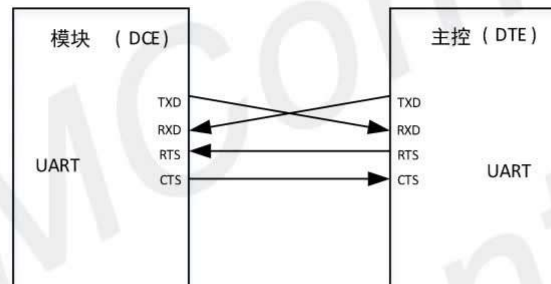 模块 (DCE)
主控 (DTE)
TXD
TXD
RXD
RXD
RTS
RTS
UART
UART
CTS
CTS